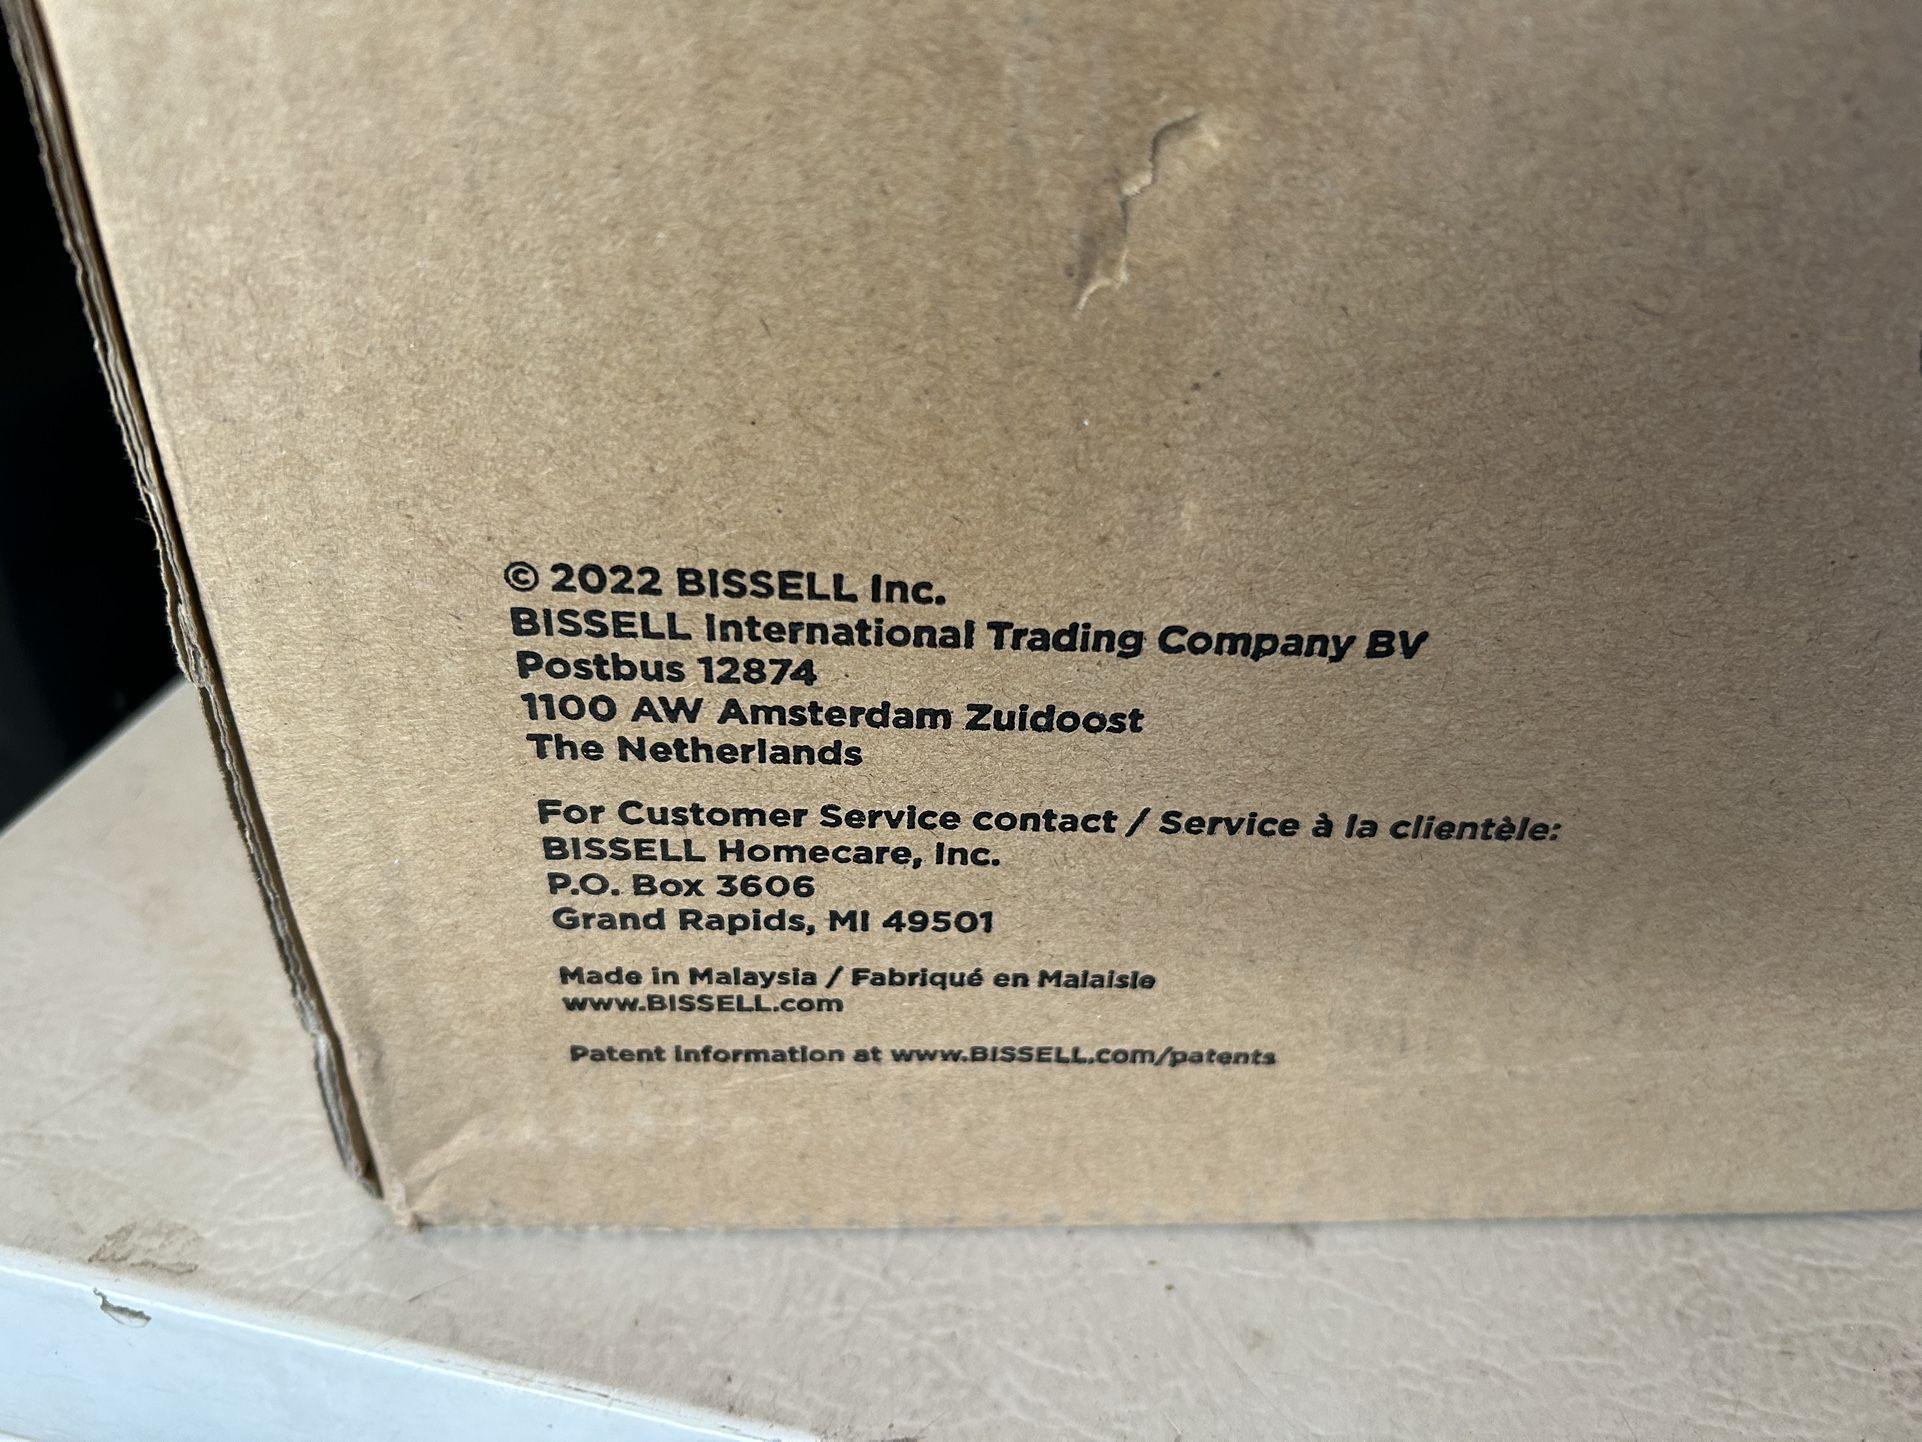 © 2022 BISSELL Inc.
BISSELL International Trading Company BV
Postbus 12874
1100 AW Amsterdam Zuidoost
The Netherlands
For Customer Service contact / Service à la clientèle:
BISSELL Homecare, Inc.
P.O. Box 3606
Grand Rapids, MI 49501
Made in Malaysia / Fabriqué en Malaisie
www.BISSELL.com
Patent information at www.BISSELL.com/patents